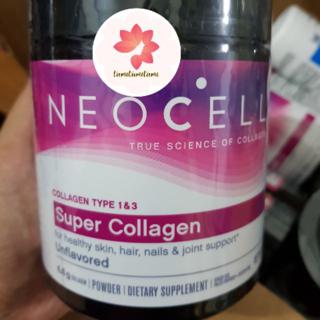 NEOCELL
TRUE SCIENCE OF COLLAGEN
COLLAGEN TYPE 1&3
Super Collagen
for healthy skin, hair, nails & joint support*
Unflavored
POWDER | DIETARY SUPPLEMENT